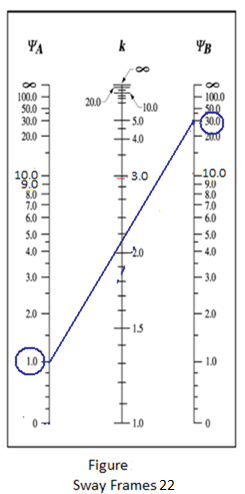 ΨA k ΨB
∞ ∞ ∞
100.0 20.0 10.0 100.0
50.0 50.0
30.0 5.0 30.0
20.0 4.0 20.0
10.0 3.0 10.0
9.0 9.0
8.0 8.0
7.0 7.0
6.0 6.0
5.0 5.0
4.0 2.0 4.0
3.0 3.0
2.0 1.5 2.0
1.0 1.0
0 1.0 0
Figure
Sway Frames 22